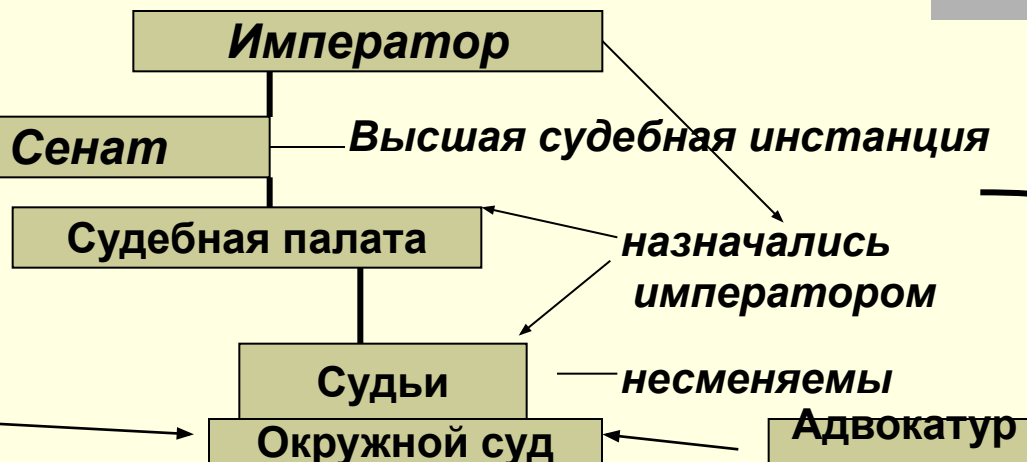 Император
Сенат
Высшая судебная инстанция
Судебная палата
назначались
императором
Судьи
несменяемы
Адвокатур
Окружной суд